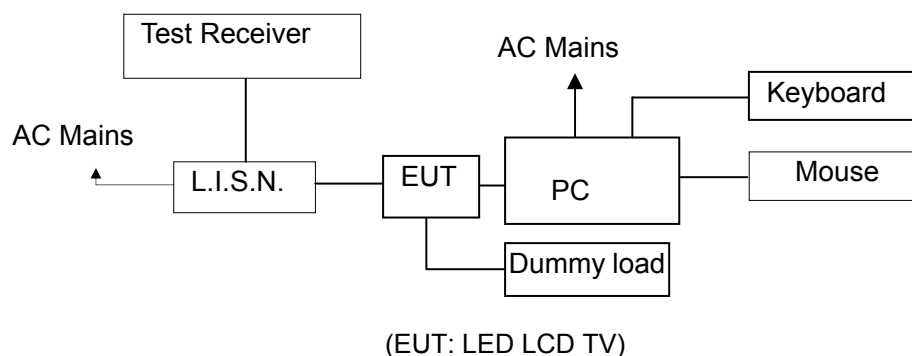 Test Receiver
AC Mains
Keyboard
AC Mains
L.I.S.N.
EUT
PC
Mouse
Dummy load
(EUT: LED LCD TV)